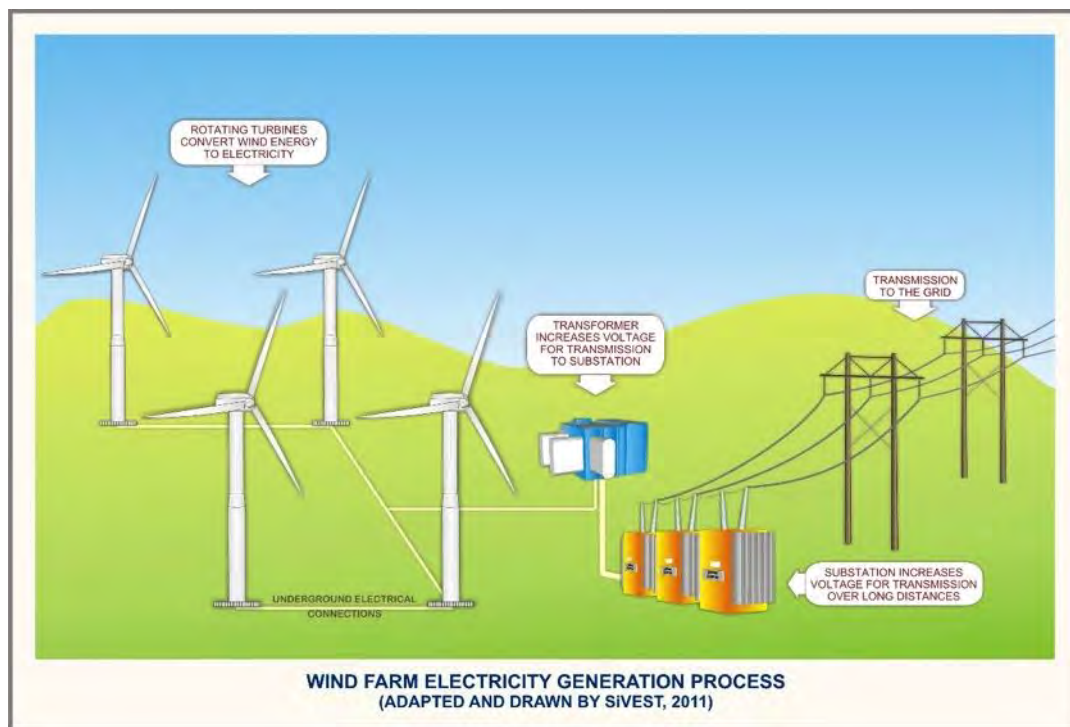 ROTATING TURBINES
CONVERT WIND ENERGY
TO ELECTRICITY
TRANSMISSION
TO THE GRID
TRANSFORMER
INCREASES VOLTAGE
FOR TRANSMISSION
TO SUBSTATION
SUBSTATION INCREASES
VOLTAGE FOR TRANSMISSION
OVER LONG DISTANCES
UNDERGROUND ELECTRICAL
CONNECTIONS
WIND FARM ELECTRICITY GENERATION PROCESS
(ADAPTED AND DRAWN BY SiVEST, 2011)